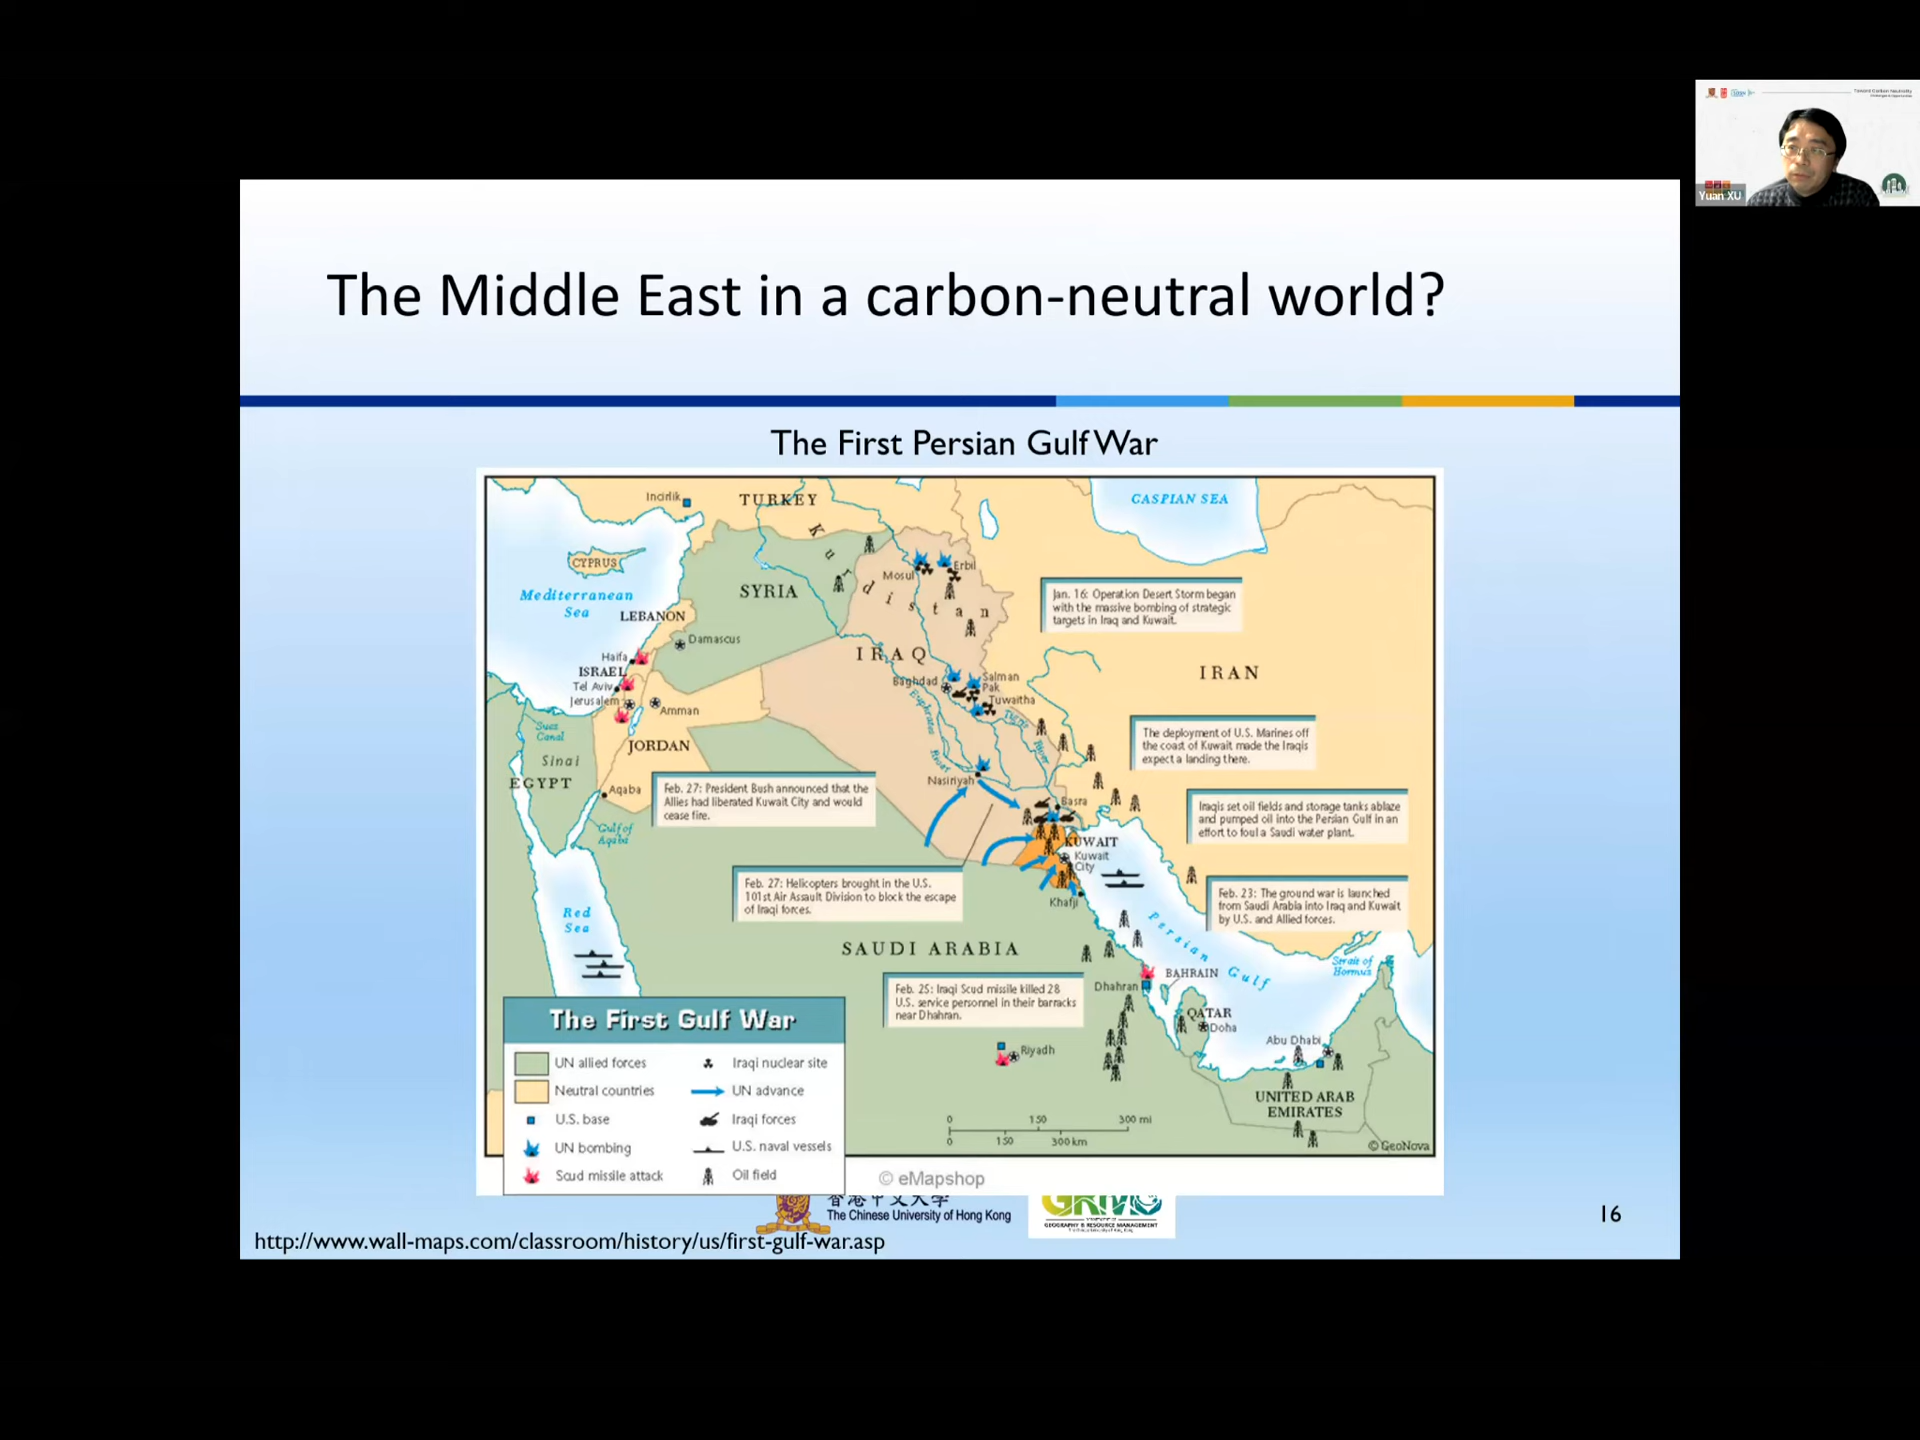 Toward Carbon Neutrality
Yuan XU
The Middle East in a carbon-neutral world?
The First Persian Gulf War
Incirlik
TURKEY
CASPIAN SEA
Kurdistan
CYPRUS
Mosul
Erbil
Mediterranean
Sea
SYRIA
Jan. 16: Operation Desert Storm began
with the massive bombing of strategic
targets in Iraq and Kuwait.
LEBANON
Damascus
IRAQ
Haifa
ISRAEL
IRAN
Tel Aviv
Baghdad
Salman
Pak
Jerusalem
Tuwaitha
Amman
Euphrates River
Tigris River
Suez
Canal
JORDAN
The deployment of U.S. Marines off
the coast of Kuwait made the Iraqis
expect a landing there.
Sinai
EGYPT
Nasiriyah
Aqaba
Feb. 27: President Bush announced that the
Allies had liberated Kuwait City and would
cease fire.
Basra
Iraqis set oil fields and storage tanks ablaze
and pumped oil into the Persian Gulf in an
effort to foul a Saudi water plant.
Gulf of
Aqaba
KUWAIT
Kuwait
City
Feb. 27: Helicopters brought in the U.S.
101st Air Assault Division to block the escape
of Iraqi forces.
Khafji
Feb. 23: The ground war is launched
from Saudi Arabia into Iraq and Kuwait
by U.S. and Allied forces.
Red
Sea
Persian Gulf
SAUDI ARABIA
Strait of
Hormus
BAHRAIN
Dhahran
Feb. 25: Iraqi Scud missile killed 28
U.S. service personnel in their barracks
near Dhahran.
QATAR
Doha
Riyadh
Abu Dhabi
UNITED ARAB
EMIRATES
The First Gulf War
UN allied forces
Iraqi nuclear site
Neutral countries
UN advance
U.S. base
Iraqi forces
UN bombing
U.S. naval vessels
Scud missile attack
Oil field
0 150 300 mi
0 150 300 km
© GeoNova
© eMapshop
香港中文大學
The Chinese University of Hong Kong
GRMD
GEOGRAPHY & RESOURCE MANAGEMENT
16
http://www.wall-maps.com/classroom/history/us/first-gulf-war.asp